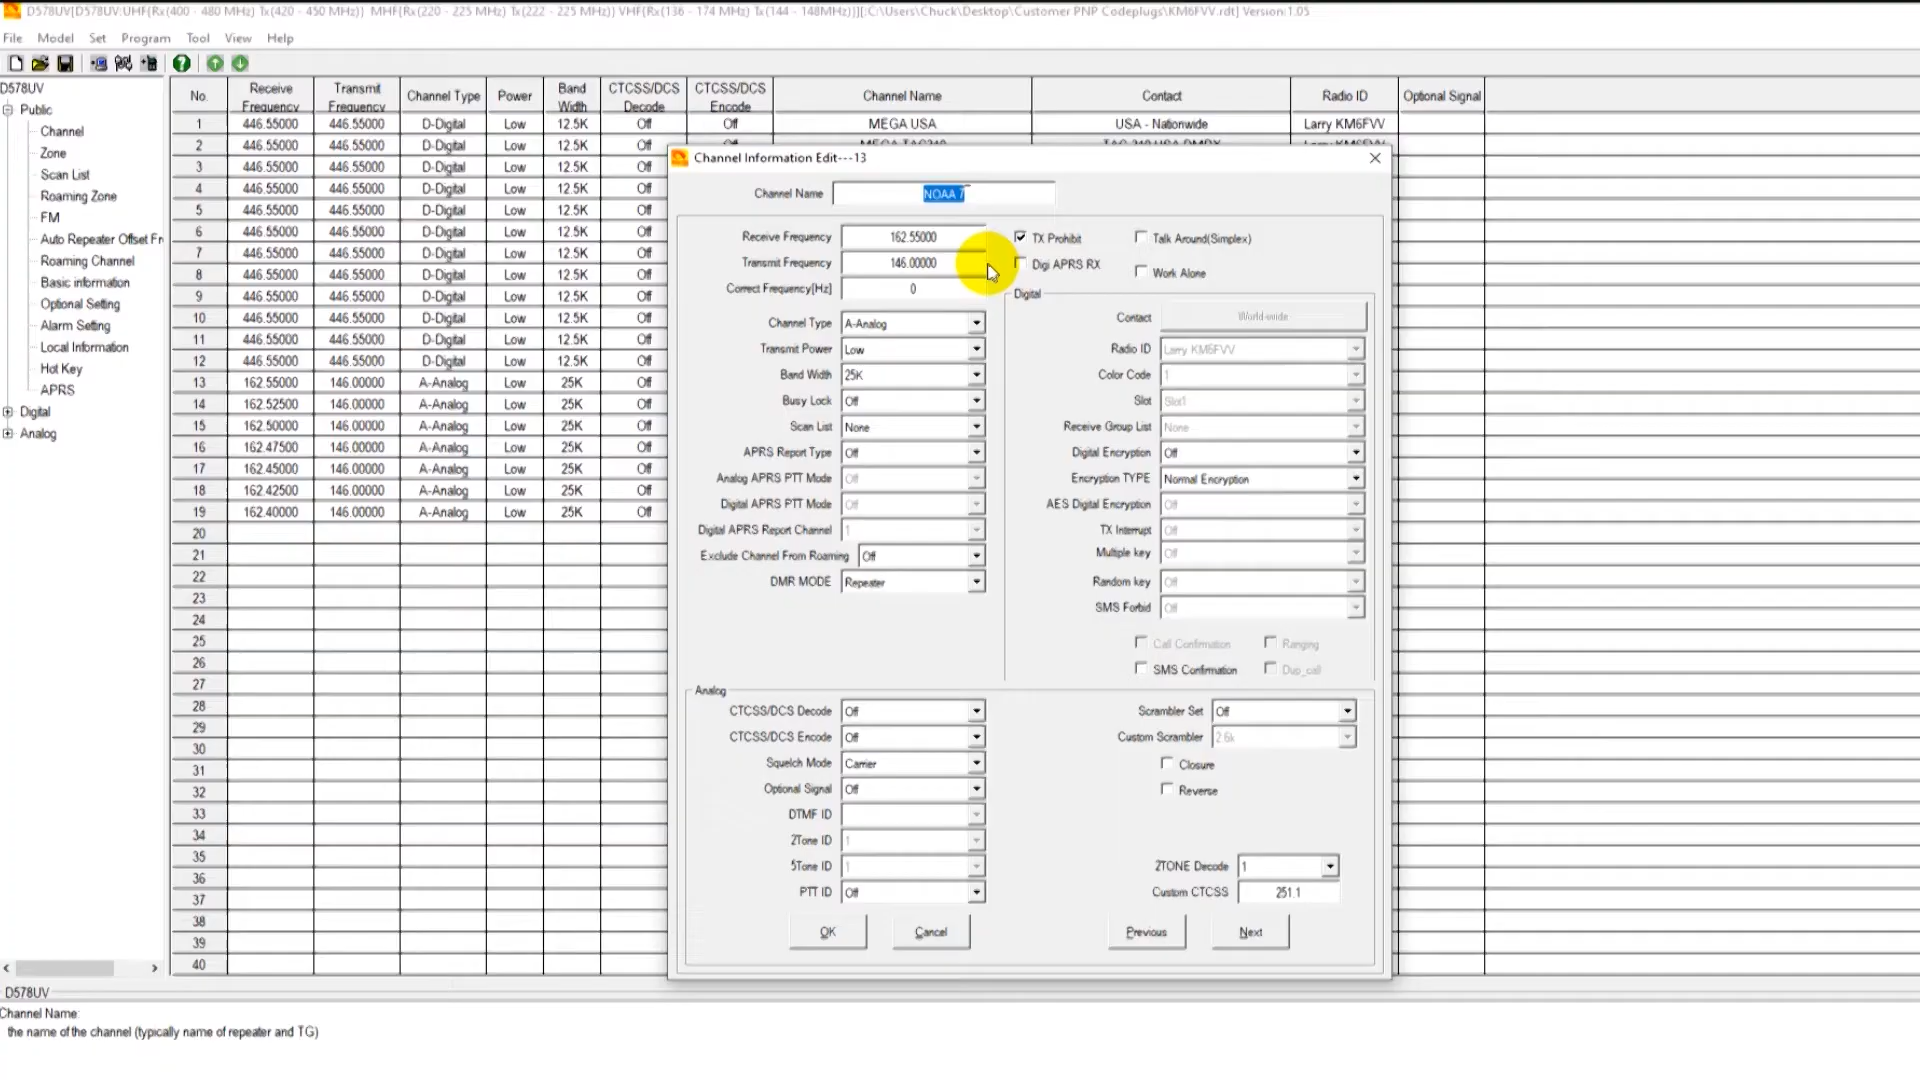 D578UV[D578UV:UHF{Rx(400 - 480 MHz) Tx(420 - 450 MHz)} MHF{Rx(220 - 225 MHz) Tx(222 - 225 MHz)} VHF{Rx(136 - 174 MHz) Tx(144 - 148MHz)}][:C:\Users\Chuck\Desktop\Customer PNP Codeplugs\KM6FVV.rdt] Version:1.05
File Model Set Program Tool View Help
D578UV
Public
Channel
Zone
Scan List
Roaming Zone
FM
Auto Repeater Offset Fr
Roaming Channel
Basic information
Optional Setting
Alarm Setting
Local Information
Hot Key
APRS
Digital
Analog
No. Receive Frequency Transmit Frequency Channel Type Power Band Width CTCSS/DCS Decode CTCSS/DCS Encode Channel Name Contact Radio ID Optional Signal
1 446.55000 446.55000 D-Digital Low 12.5K Off Off MEGA USA USA - Nationwide Larry KM6FVV
2 446.55000 446.55000 D-Digital Low 12.5K Off
3 446.55000 446.55000 D-Digital Low 12.5K Off
4 446.55000 446.55000 D-Digital Low 12.5K Off
5 446.55000 446.55000 D-Digital Low 12.5K Off
6 446.55000 446.55000 D-Digital Low 12.5K Off
7 446.55000 446.55000 D-Digital Low 12.5K Off
8 446.55000 446.55000 D-Digital Low 12.5K Off
9 446.55000 446.55000 D-Digital Low 12.5K Off
10 446.55000 446.55000 D-Digital Low 12.5K Off
11 446.55000 446.55000 D-Digital Low 12.5K Off
12 446.55000 446.55000 D-Digital Low 12.5K Off
13 162.55000 146.00000 A-Analog Low 25K Off
14 162.52500 146.00000 A-Analog Low 25K Off
15 162.50000 146.00000 A-Analog Low 25K Off
16 162.47500 146.00000 A-Analog Low 25K Off
17 162.45000 146.00000 A-Analog Low 25K Off
18 162.42500 146.00000 A-Analog Low 25K Off
19 162.40000 146.00000 A-Analog Low 25K Off
20
21
22
23
24
25
26
27
28
29
30
31
32
33
34
35
36
37
38
39
40
Channel Information Edit---13
Channel Name NOAA 7
Receive Frequency 162.55000
Transmit Frequency 146.00000
Correct Frequency[Hz] 0
Channel Type A-Analog
Transmit Power Low
Band Width 25K
Busy Lock Off
Scan List None
APRS Report Type Off
Analog APRS PTT Mode Off
Digital APRS PTT Mode Off
Digital APRS Report Channel 1
Exclude Channel From Roaming Off
DMR MODE Repeater
TX Prohibit Talk Around(Simplex)
Digi APRS RX Work Alone
Digital
Contact World-wide
Radio ID Larry KM6FVV
Color Code 1
Slot Slot1
Receive Group List None
Digital Encryption Off
Encryption TYPE Normal Encryption
AES Digital Encryption Off
TX Interrupt Off
Multiple key Off
Random key Off
SMS Forbid Off
Call Confirmation Ranging
SMS Confirmation Dup_call
Analog
CTCSS/DCS Decode Off
CTCSS/DCS Encode Off
Squelch Mode Carrier
Optional Signal Off
DTMF ID
2Tone ID 1
5Tone ID 1
PTT ID Off
Scrambler Set Off
Custom Scrambler 2.6k
Closure
Reverse
2TONE Decode 1
Custom CTCSS 251.1
OK Cancel Previous Next
D578UV
Channel Name:
the name of the channel (typically name of repeater and TG)